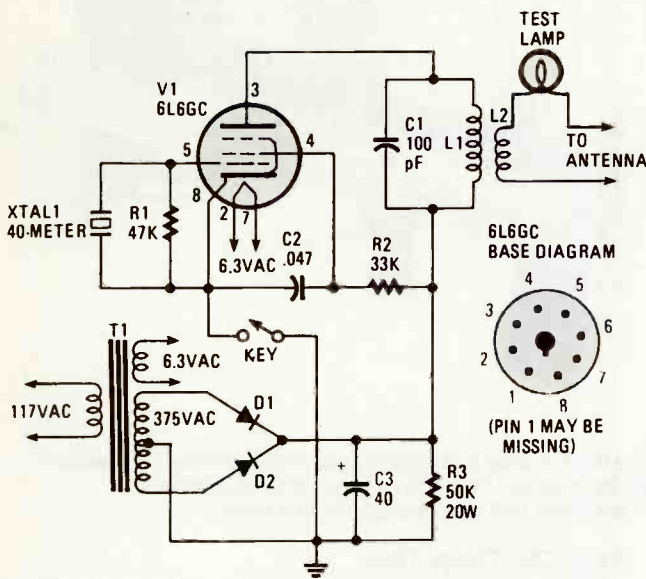 TEST
LAMP
V1
6L6GC
3
5
4
8
2
7
6.3VAC
C1
100
pF
L1
L2
TO
ANTENNA
XTAL1
40-METER
R1
47K
C2
.047
R2
33K
KEY
6L6GC
BASE DIAGRAM
4
5
3
6
2
7
1
8
(PIN 1 MAY BE
MISSING)
T1
6.3VAC
117VAC
375VAC
D1
D2
+
C3
40
R3
50K
20W